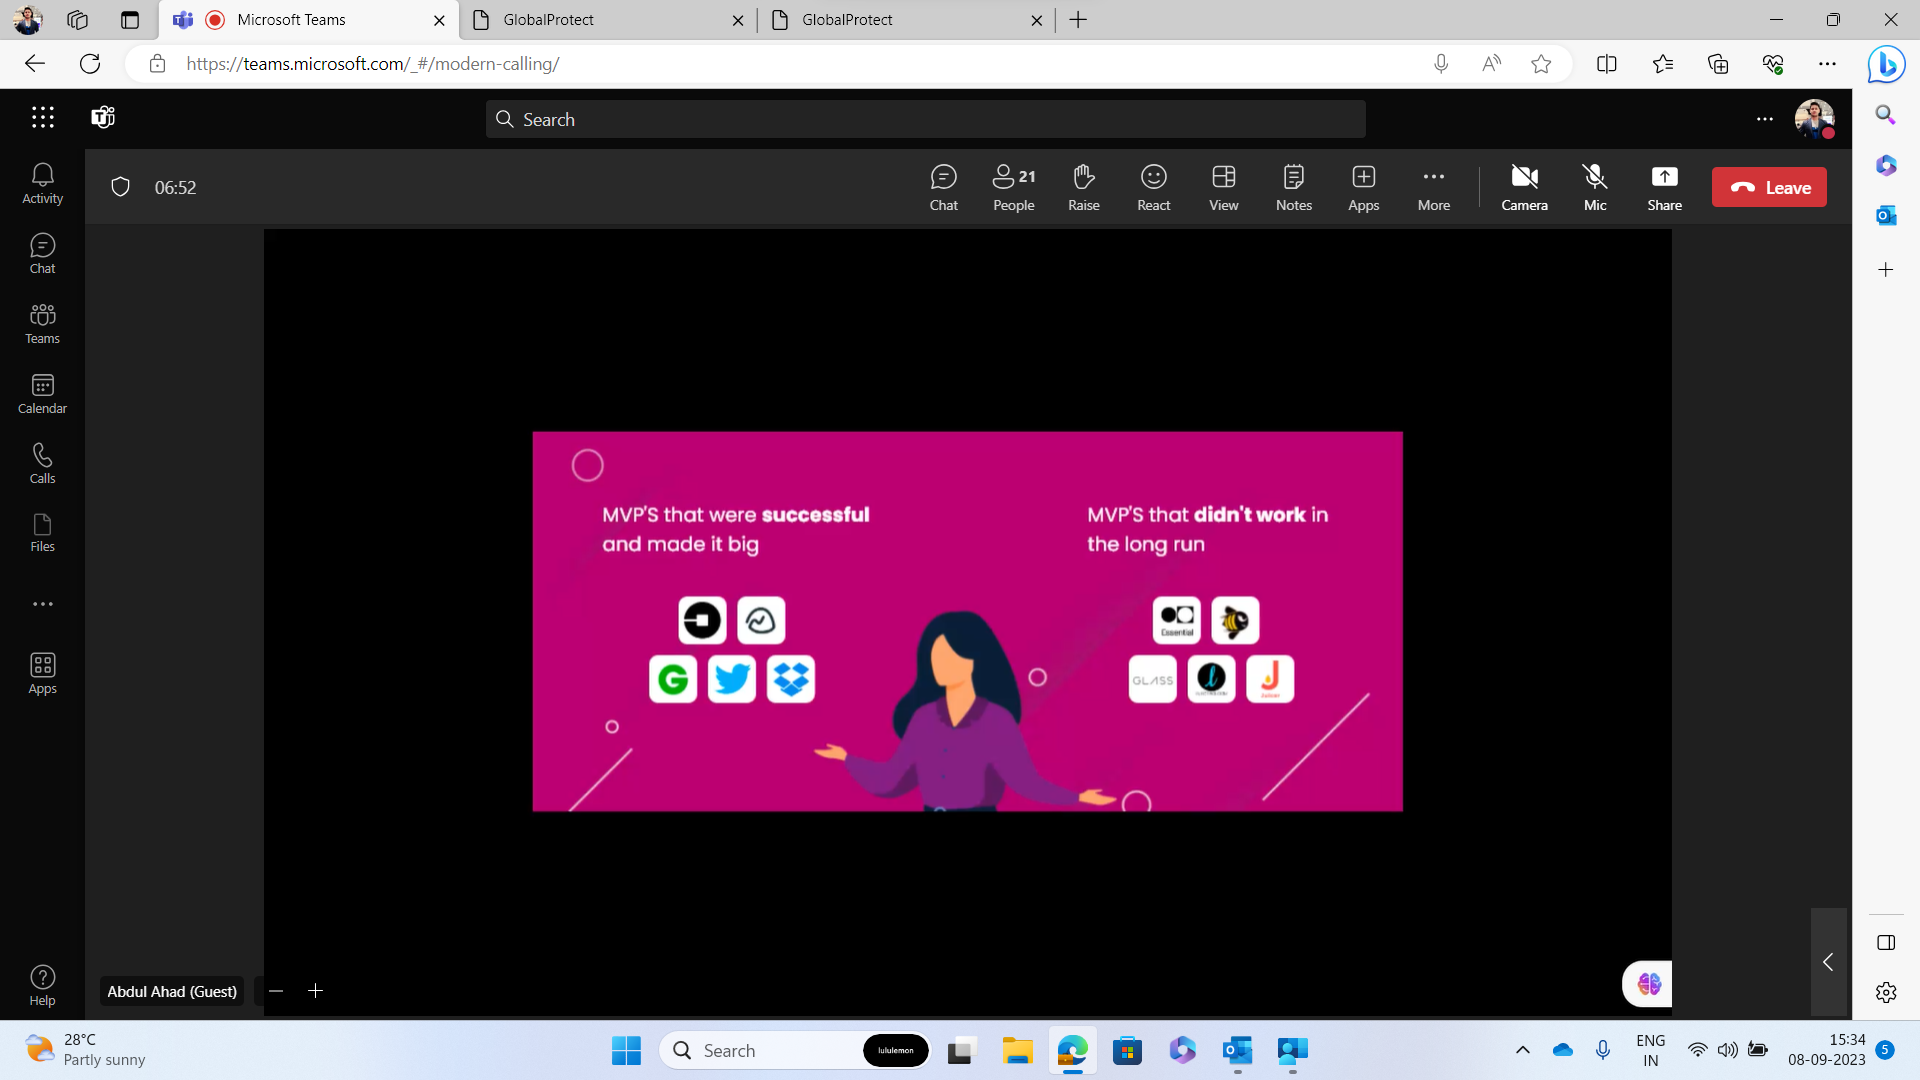 Microsoft Teams
GlobalProtect
GlobalProtect
https://teams.microsoft.com/_#/modern-calling/
Search
06:52
Chat
21
People
Raise
React
View
Notes
Apps
More
Camera
Mic
Share
Leave
Activity
Chat
Teams
Calendar
Calls
Files
Apps
Help
MVP'S that were successful
and made it big
MVP'S that didn't work in
the long run
Essential
G
GLASS
J
Abdul Ahad (Guest)
28°C
Partly sunny
Search
lululemon
ENG
IN
15:34
08-09-2023
5